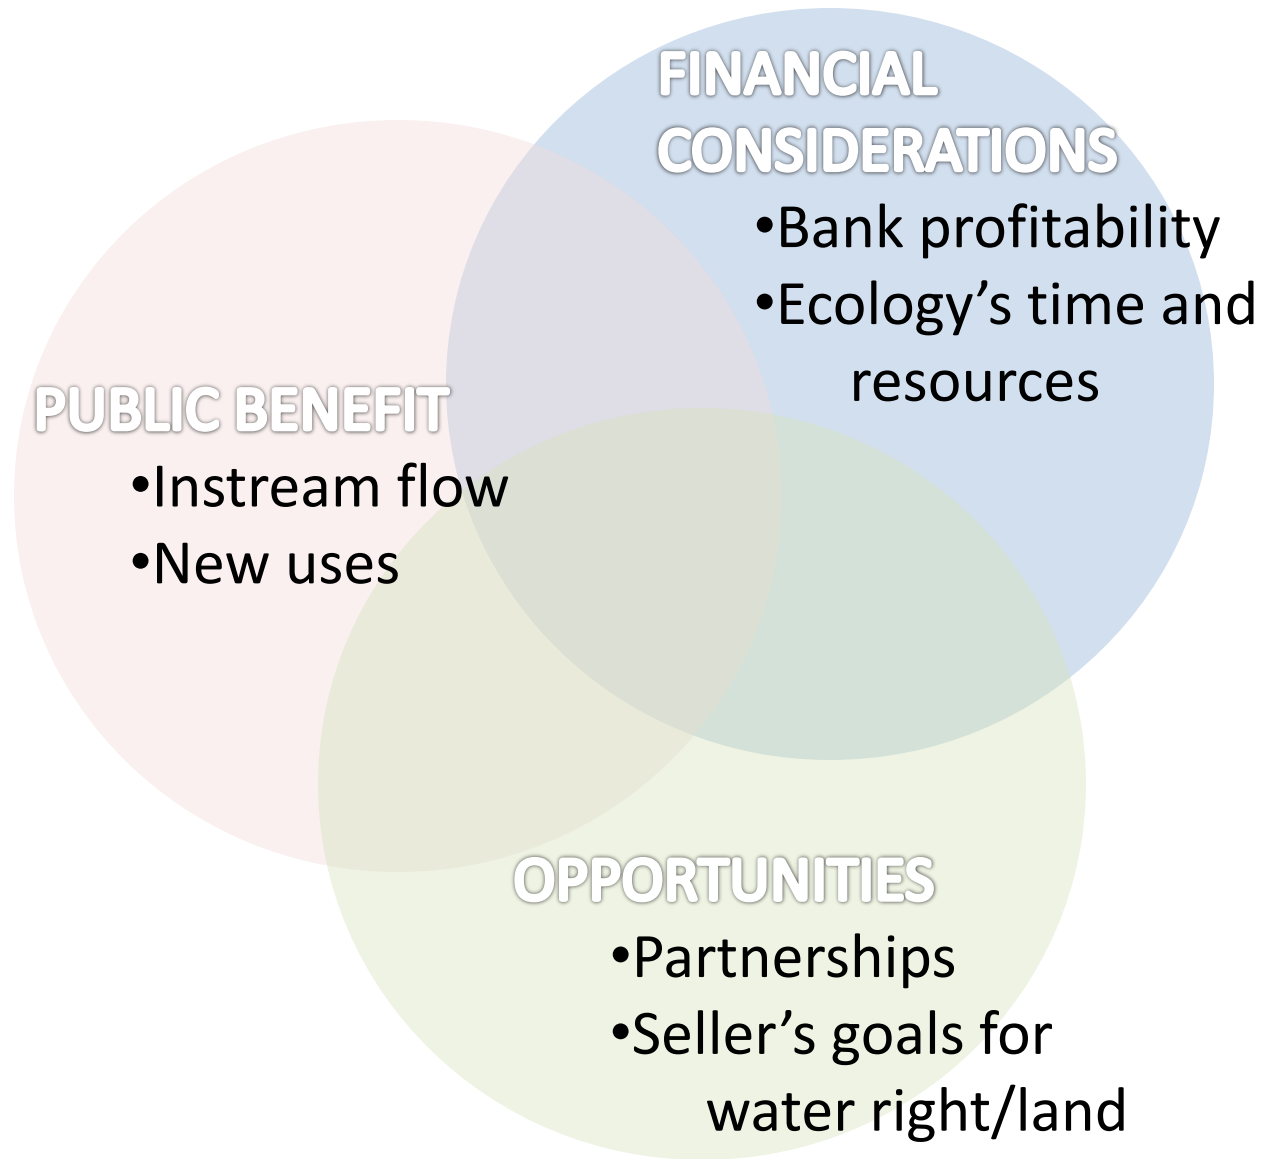 FINANCIAL
CONSIDERATIONS
•Bank profitability
•Ecology’s time and
resources
PUBLIC BENEFIT
•Instream flow
•New uses
OPPORTUNITIES
•Partnerships
•Seller’s goals for
water right/land